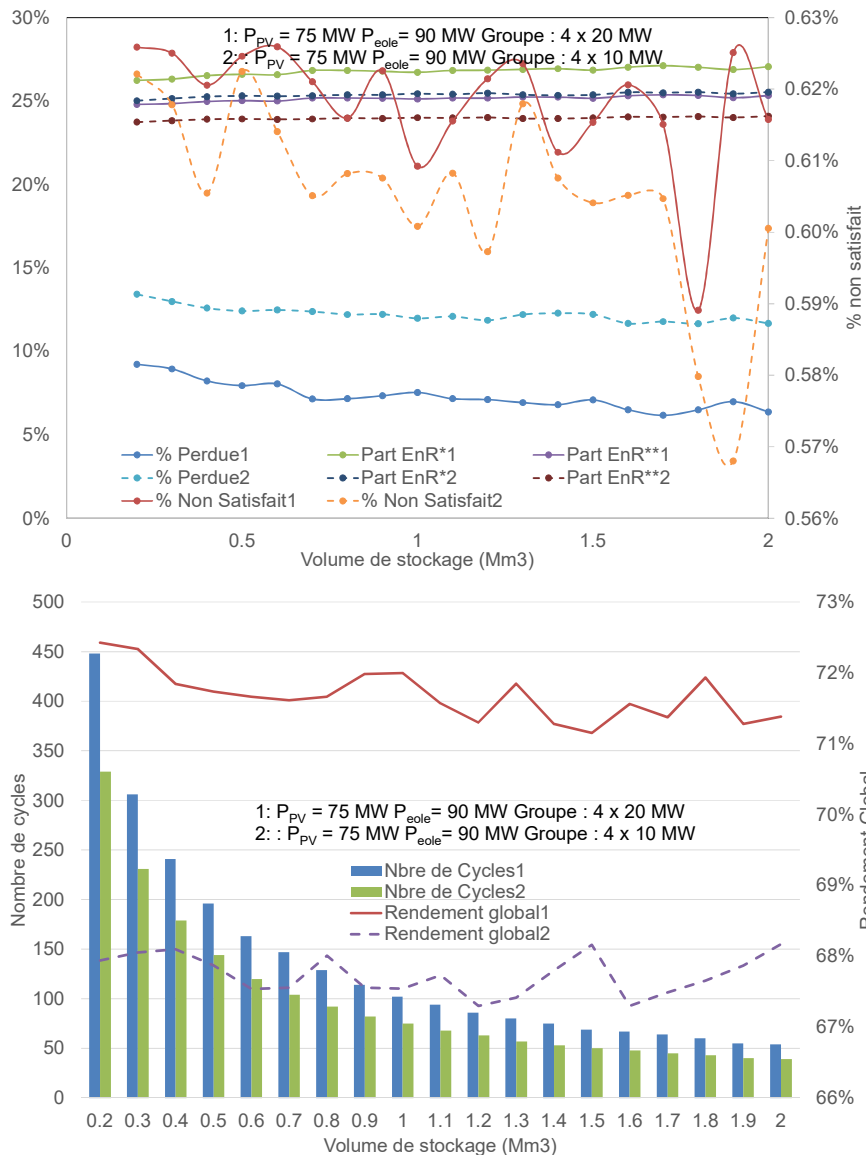 1: PPV = 75 MW Peole= 90 MW Groupe : 4 x 20 MW
2: : PPV = 75 MW Peole= 90 MW Groupe : 4 x 10 MW
30%
25%
20%
15%
10%
5%
0%
0.63%
0.62%
0.61%
0.60%
0.59%
0.58%
0.57%
0.56%
% non satisfait
% Perdue1 Part EnR*1 Part EnR**1
% Perdue2 Part EnR*2 Part EnR**2
% Non Satisfait1 % Non Satisfait2
0 0.5 1 1.5 2
Volume de stockage (Mm3)
500
450
400
350
300
250
200
150
100
50
0
Nombre de cycles
73%
72%
71%
70%
69%
68%
67%
66%
Rendement Global
1: PPV = 75 MW Peole= 90 MW Groupe : 4 x 20 MW
2: : PPV = 75 MW Peole= 90 MW Groupe : 4 x 10 MW
Nbre de Cycles1
Nbre de Cycles2
Rendement global1
Rendement global2
0.2 0.3 0.4 0.5 0.6 0.7 0.8 0.9 1 1.1 1.2 1.3 1.4 1.5 1.6 1.7 1.8 1.9 2
Volume de stockage (Mm3)